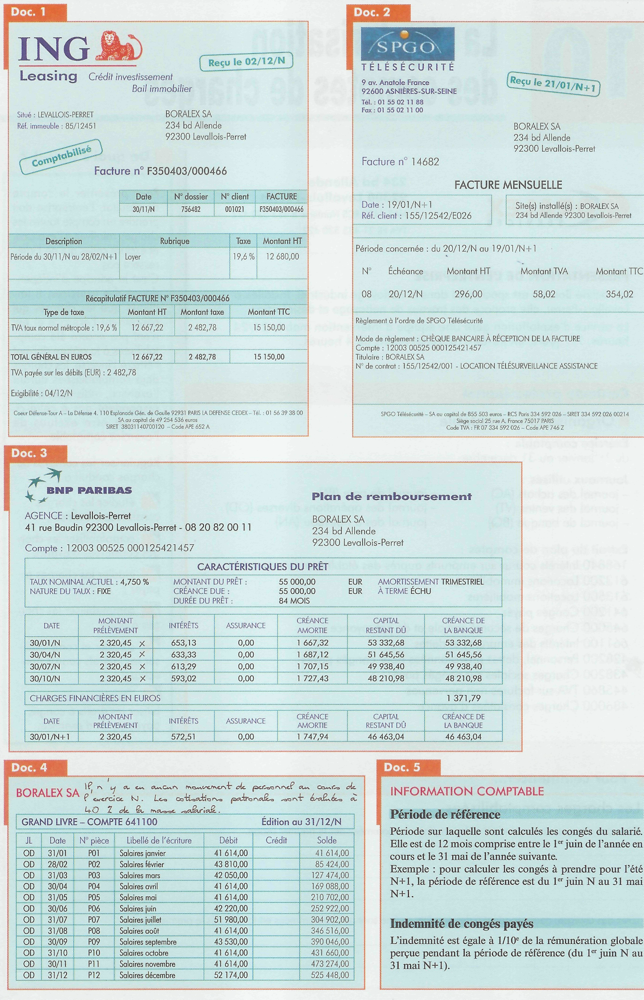 Doc. 1
ING
Leasing Crédit investissement
Bail immobilier
Reçu le 02/12/N
Situé : LEVALLOIS-PERRET
Réf. immeuble : 85/12451
BORALEX SA
234 bd Allende
92300 Levallois-Perret
Comptabilisé
Facture n° F350403/000466
Date N° dossier N° client FACTURE
30/11/N 756482 001021 F350403/000466
Description Rubrique Taxe Montant HT
Période du 30/11/N au 28/02/N+1 Loyer 19,6 % 12 680,00
Récapitulatif FACTURE N° F350403/000466
Type de taxe Montant HT Montant taxe Montant TTC
TVA taux normal métropole : 19,6 % 12 667,22 2 482,78 15 150,00
TOTAL GÉNÉRAL EN EUROS 12 667,22 2 482,78 15 150,00
TVA payée sur les débits (EUR) : 2 482,78
Exigibilité : 04/12/N
Coeur Défense-Tour A – La Défense 4. 110 Esplanade Gén. de Gaulle 92931 PARIS LA DEFENSE CEDEX – Tél. : 01 56 39 38 00
SA au capital de 49 254 536 euros
SIRET 38031140700120 – Code APE 652 A
Doc. 2
SPGO
TÉLÉSÉCURITÉ
9 av. Anatole France
92600 ASNIÈRES-SUR-SEINE
Tél. : 01 55 02 11 88
Fax : 01 55 02 11 00
Reçu le 21/01/N+1
BORALEX SA
234 bd Allende
92300 Levallois-Perret
Facture n° 14682
FACTURE MENSUELLE
Date : 19/01/N+1
Réf. client : 155/12542/E026
Site(s) installé(s) : BORALEX SA
234 bd Allende 92300 Levallois-Perret
Période concernée : du 20/12/N au 19/01/N+1
N° Échéance Montant HT Montant TVA Montant TTC
08 20/12/N 296,00 58,02 354,02
Règlement à l'ordre de SPGO Télésécurité
Mode de règlement : CHÈQUE BANCAIRE À RÉCEPTION DE LA FACTURE
Compte : 12003 00525 000125421457
Titulaire : BORALEX SA
N° de contrat : 155/12542/001 - LOCATION TÉLÉSURVEILLANCE ASSISTANCE
SPGO Télésécurité – SA au capital de 855 503 euros – RCS Paris 334 592 026 – SIRET 334 592 026 00214
Siège social 25 rue A. France 75017 PARIS
Code TVA : FR 07 334 592 026 – Code APE 746 Z
Doc. 3
BNP PARIBAS
Plan de remboursement
AGENCE : Levallois-Perret
41 rue Baudin 92300 Levallois-Perret - 08 20 82 00 11
Compte : 12003 00525 000125421457
BORALEX SA
234 bd Allende
92300 Levallois-Perret
CARACTÉRISTIQUES DU PRÊT
TAUX NOMINAL ACTUEL : 4,750 % MONTANT DU PRÊT : 55 000,00 EUR AMORTISSEMENT TRIMESTRIEL
NATURE DU TAUX : FIXE CRÉANCE DUE : 55 000,00 EUR À TERME ÉCHU
DURÉE DU PRÊT : 84 MOIS
DATE MONTANT PRÉLÈVEMENT INTÉRÊTS ASSURANCE CRÉANCE AMORTIE CAPITAL RESTANT DÛ CRÉANCE DE LA BANQUE
30/01/N 2 320,45 X 653,13 0,00 1 667,32 53 332,68 53 332,68
30/04/N 2 320,45 X 633,33 0,00 1 687,12 51 645,56 51 645,56
30/07/N 2 320,45 X 613,29 0,00 1 707,15 49 938,40 49 938,40
30/10/N 2 320,45 X 593,02 0,00 1 727,43 48 210,98 48 210,98
CHARGES FINANCIÈRES EN EUROS 1 371,79
DATE MONTANT PRÉLÈVEMENT INTÉRÊTS ASSURANCE CRÉANCE AMORTIE CAPITAL RESTANT DÛ CRÉANCE DE LA BANQUE
30/01/N+1 2 320,45 572,51 0,00 1 747,94 46 463,04 46 463,04
Doc. 4
BORALEX SA
Il n'y a eu aucun mouvement de personnel au cours de
l'exercice N. Les cotisations patronales sont évaluées à
40 % de la masse salariale.
GRAND LIVRE – COMPTE 641100 Édition au 31/12/N
JL Date N° pièce Libellé de l'écriture Débit Crédit Solde
OD 31/01 P01 Salaires janvier 41 614,00 41 614,00
OD 28/02 P02 Salaires février 43 810,00 85 424,00
OD 31/03 P03 Salaires mars 42 050,00 127 474,00
OD 30/04 P04 Salaires avril 41 614,00 169 088,00
OD 31/05 P05 Salaires mai 41 614,00 210 702,00
OD 30/06 P06 Salaires juin 42 220,00 252 922,00
OD 31/07 P07 Salaires juillet 51 980,00 304 902,00
OD 31/08 P08 Salaires août 41 614,00 346 516,00
OD 30/09 P09 Salaires septembre 43 530,00 390 046,00
OD 31/10 P10 Salaires octobre 41 614,00 431 660,00
OD 30/11 P11 Salaires novembre 41 614,00 473 274,00
OD 31/12 P12 Salaires décembre 52 174,00 525 448,00
Doc. 5
INFORMATION COMPTABLE
Période de référence
Période sur laquelle sont calculés les congés du salarié.
Elle est de 12 mois comprise entre le 1er juin de l'année en
cours et le 31 mai de l'année suivante.
Exemple : pour calculer les congés à prendre pour l'été
N+1, la période de référence est du 1er juin N au 31 mai
N+1.
Indemnité de congés payés
L'indemnité est égale à 1/10e de la rémunération globale
perçue pendant la période de référence (du 1er juin N au
31 mai N+1).